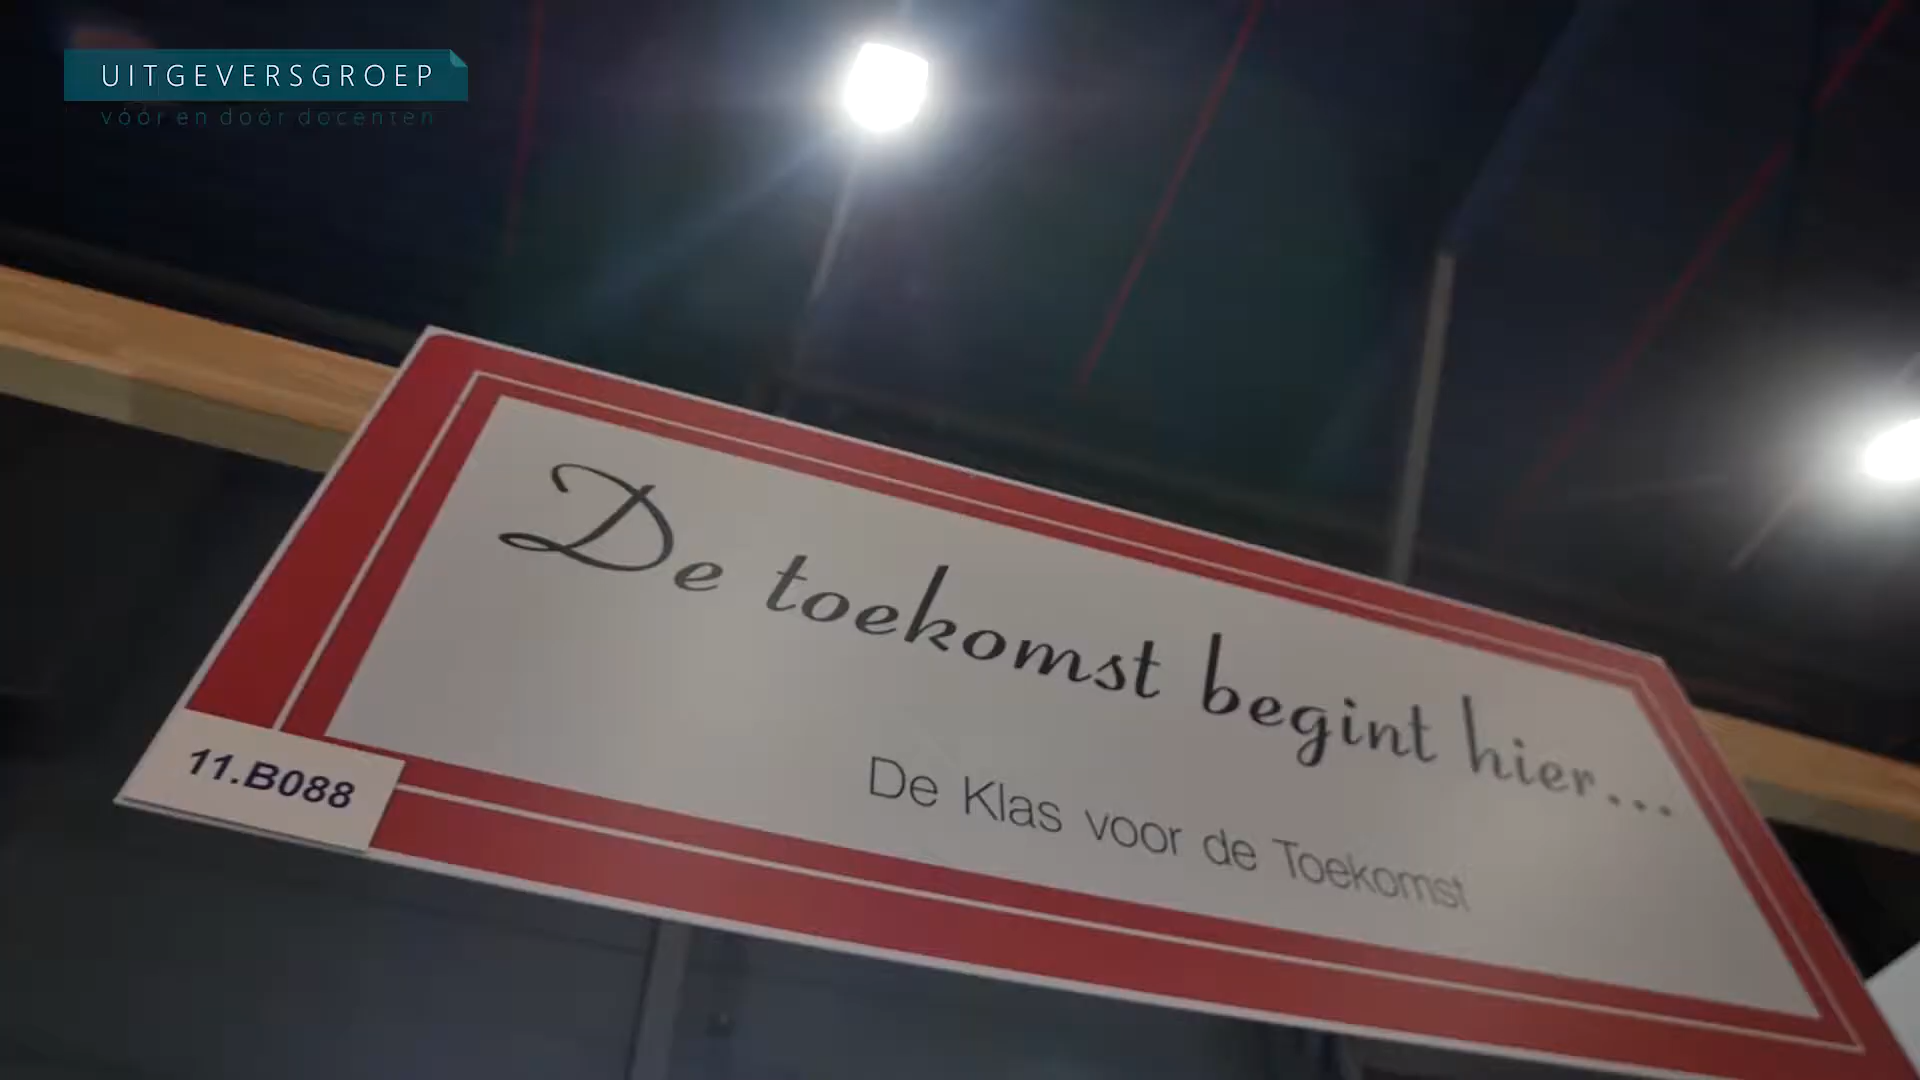 UITGEVERSGROEP
vóór en dóór docenten
De toekomst begint hier...
De Klas voor de Toekomst
11.B088